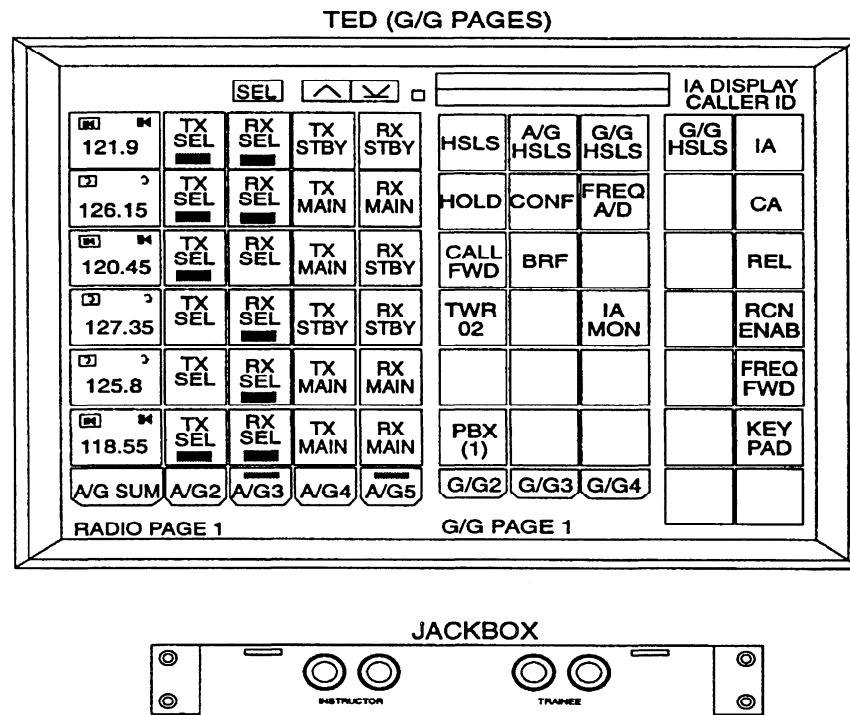 TED (G/G PAGES)
SEL
IA DISPLAY
CALLER ID
121.9
TX SEL
RX SEL
TX STBY
RX STBY
HSLS
A/G HSLS
G/G HSLS
G/G HSLS
IA
126.15
TX SEL
RX SEL
TX MAIN
RX MAIN
HOLD
CONF
FREQ A/D
CA
120.45
TX SEL
RX SEL
TX MAIN
RX STBY
CALL FWD
BRF
REL
127.35
TX SEL
RX SEL
TX STBY
RX STBY
TWR 02
IA MON
RCN ENAB
125.8
TX SEL
RX SEL
TX MAIN
RX MAIN
FREQ FWD
118.55
TX SEL
RX SEL
TX MAIN
RX MAIN
PBX (1)
KEY PAD
A/G SUM
A/G2
A/G3
A/G4
A/G5
G/G2
G/G3
G/G4
RADIO PAGE 1
G/G PAGE 1
JACKBOX
INSTRUCTOR
TRAINEE